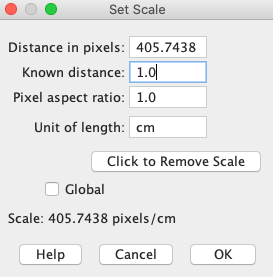 Set Scale
Distance in pixels: 405.7438
Known distance: 1.0
Pixel aspect ratio: 1.0
Unit of length: cm
Click to Remove Scale
Global
Scale: 405.7438 pixels/cm
Help Cancel OK